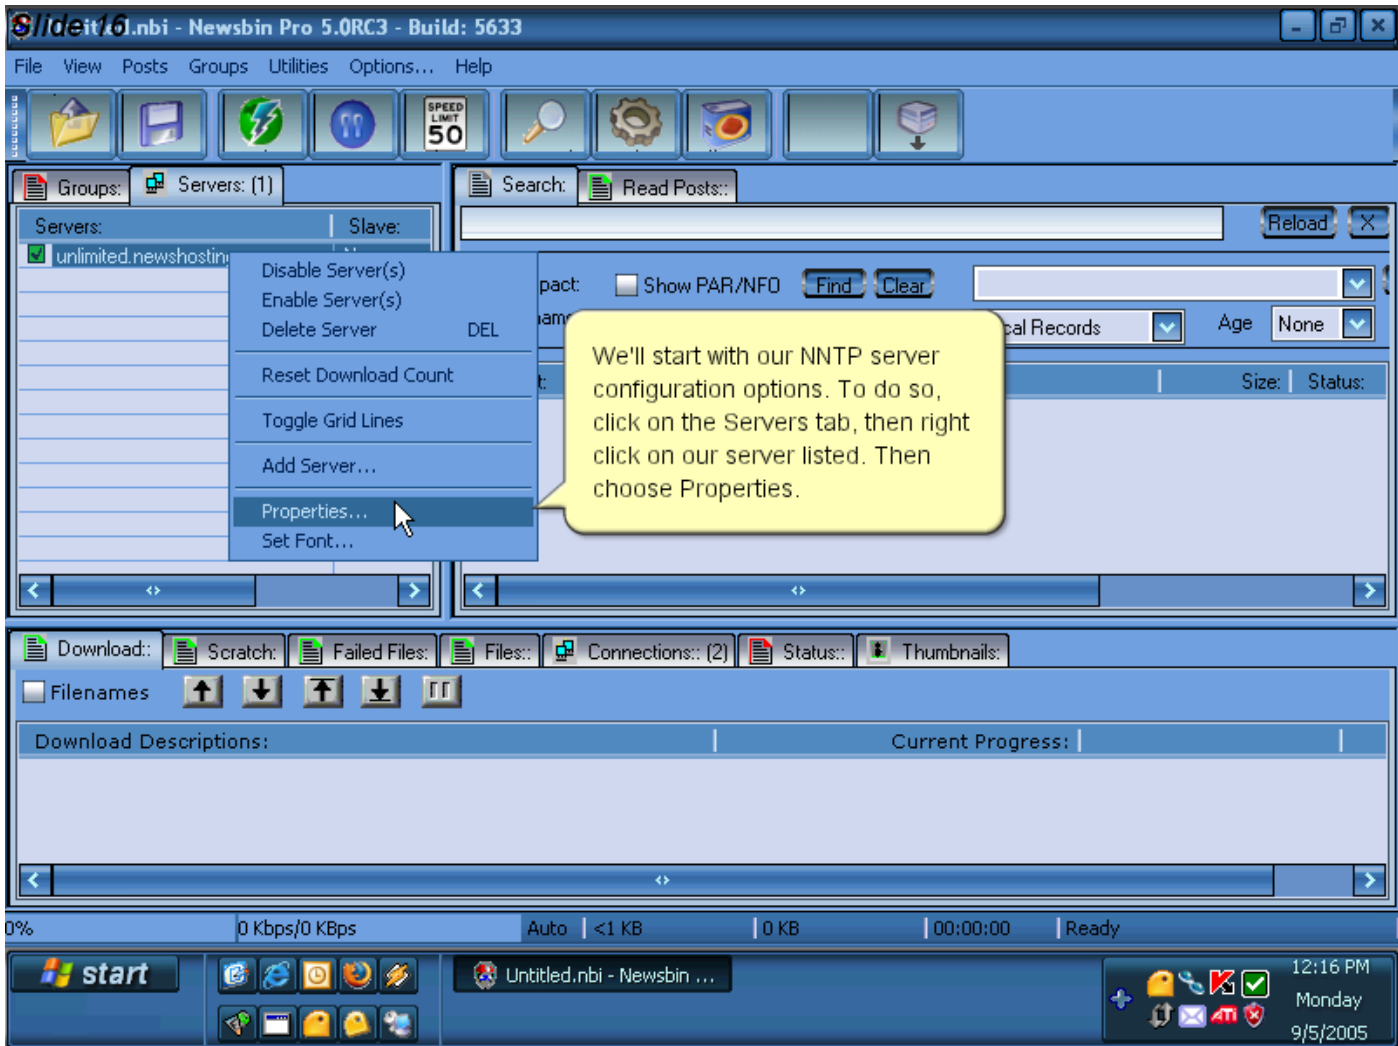 Slide 16
Untitled.nbi - Newsbin Pro 5.0RC3 - Build: 5633
File View Posts Groups Utilities Options... Help
SPEED
LIMIT
50
Groups: Servers: (1)
Search: Read Posts::
Servers: Slave:
Reload X
unlimited.newshosting
Disable Server(s)
Enable Server(s)
Delete Server DEL
Reset Download Count
Toggle Grid Lines
Add Server...
Properties...
Set Font...
pact: Show PAR/NFO Find Clear
cal Records Age None
Size: Status:
We'll start with our NNTP server
configuration options. To do so,
click on the Servers tab, then right
click on our server listed. Then
choose Properties.
Download:: Scratch: Failed Files: Files:: Connections:: (2) Status:: Thumbnails:
Filenames
Download Descriptions: Current Progress:
0% 0 Kbps/0 KBps Auto <1 KB 0 KB 00:00:00 Ready
start Untitled.nbi - Newsbin ...
ATI
12:16 PM
Monday
9/5/2005